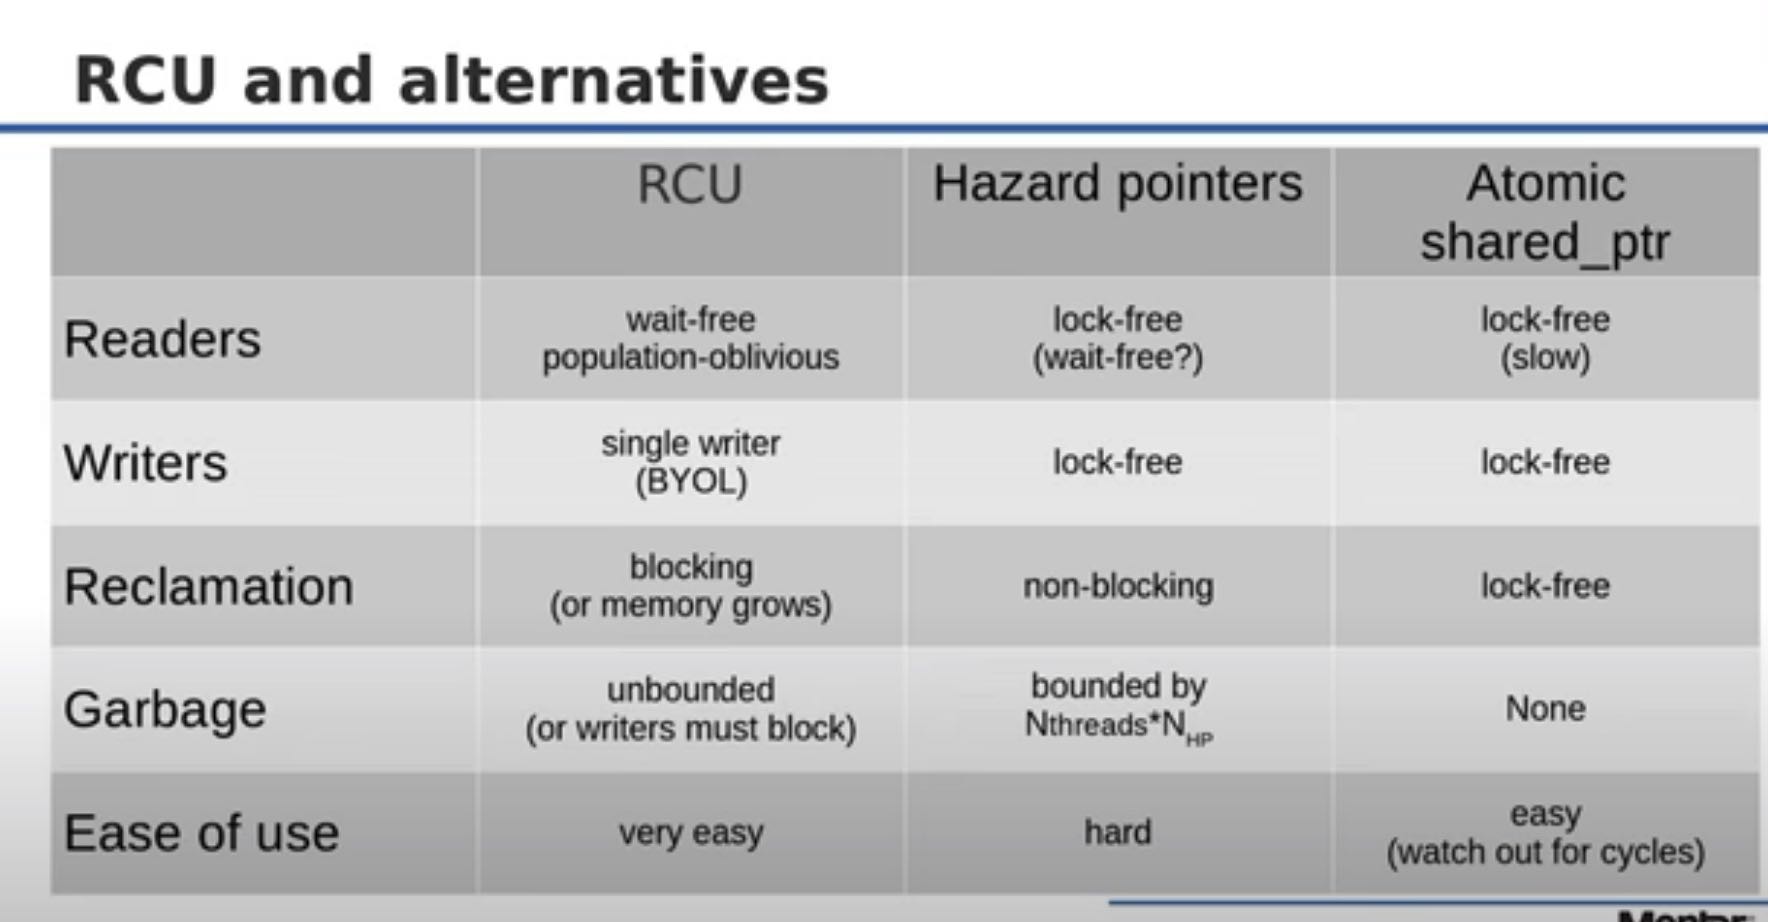 RCU and alternatives
RCU
Hazard pointers
Atomic
shared_ptr
Readers
wait-free
population-oblivious
lock-free
(wait-free?)
lock-free
(slow)
Writers
single writer
(BYOL)
lock-free
lock-free
Reclamation
blocking
(or memory grows)
non-blocking
lock-free
Garbage
unbounded
(or writers must block)
bounded by
Nthreads*N_HP
None
Ease of use
very easy
hard
easy
(watch out for cycles)